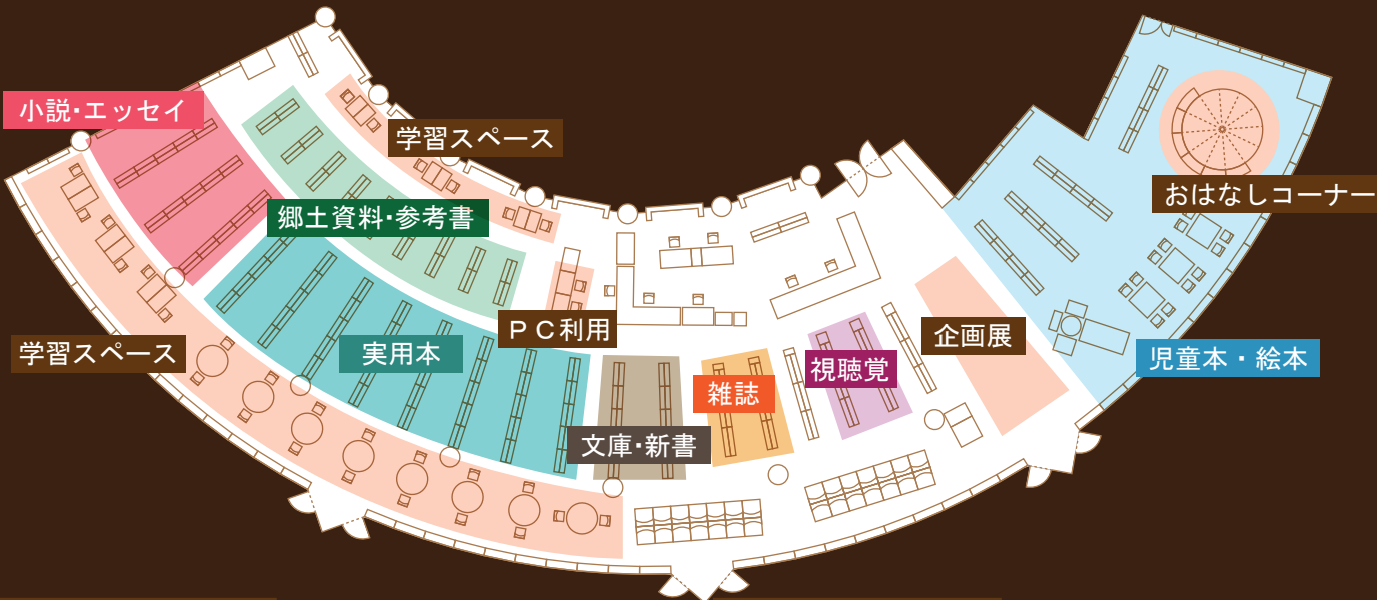 小説・エッセイ
学習スペース
おはなしコーナー
郷土資料・参考書
ＰＣ利用
企画展
学習スペース
実用本
児童本・絵本
視聴覚
雑誌
文庫・新書